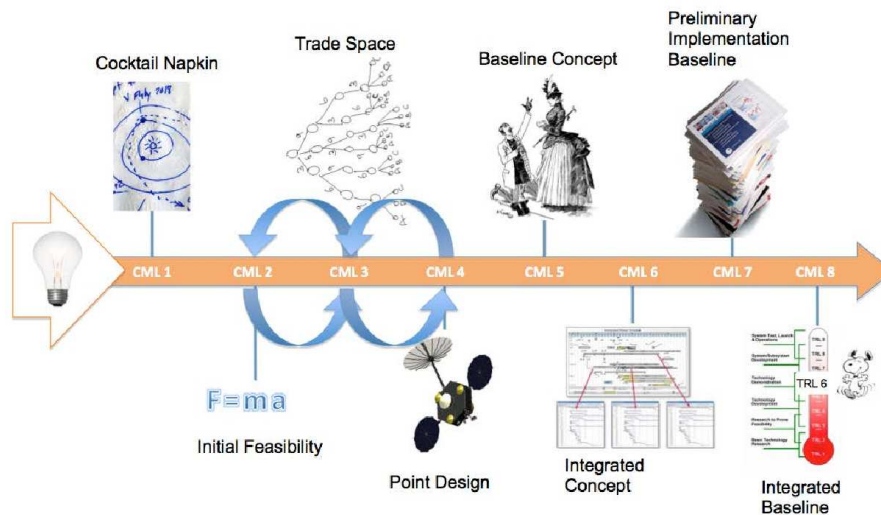 Cocktail Napkin
Trade Space
Baseline Concept
Preliminary
Implementation
Baseline
CML 1
CML 2
CML 3
CML 4
CML 5
CML 6
CML 7
CML 8
F=ma
Initial Feasibility
Point Design
Integrated
Concept
TRL 6
Integrated
Baseline